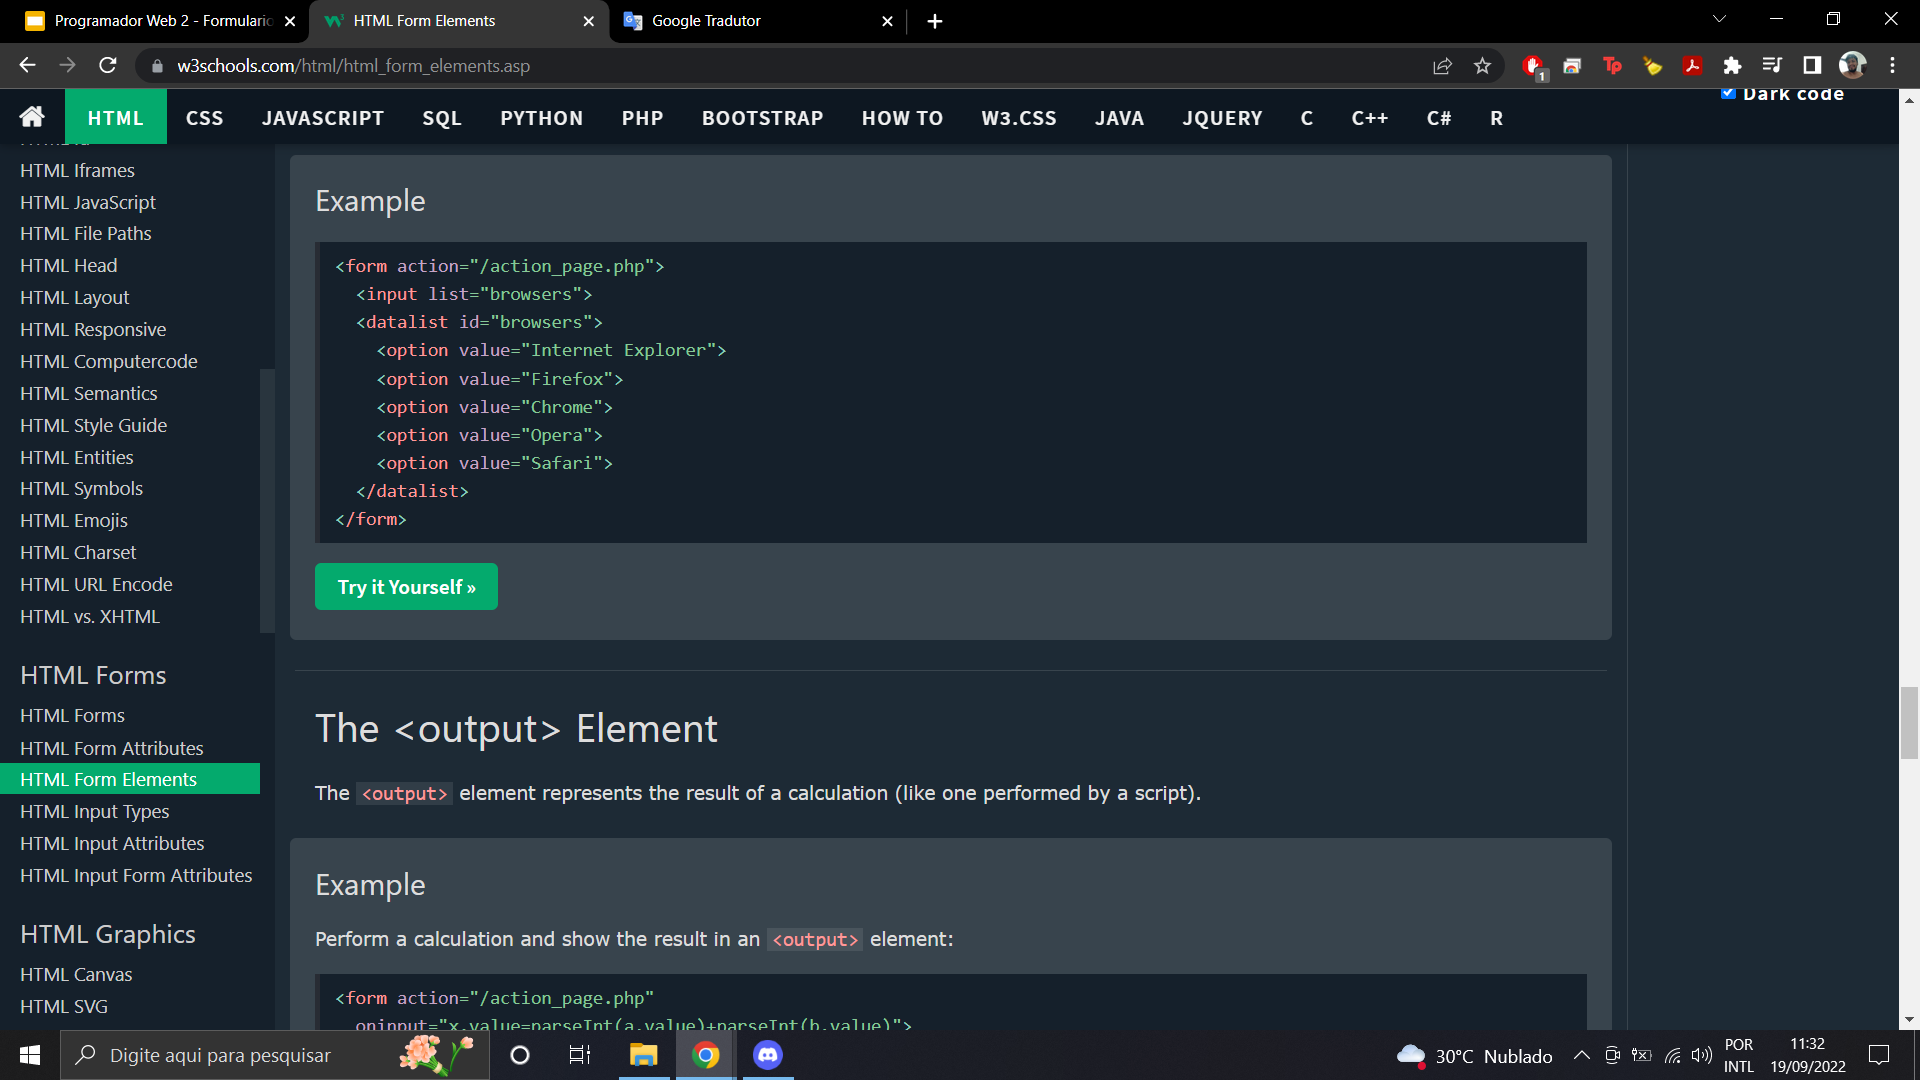 Programador Web 2 - Formulario
HTML Form Elements
Google Tradutor
w3schools.com/html/html_form_elements.asp
1
Dark code
HTML CSS JAVASCRIPT SQL PYTHON PHP BOOTSTRAP HOW TO W3.CSS JAVA JQUERY C C++ C# R
HTML Iframes
HTML JavaScript
HTML File Paths
HTML Head
HTML Layout
HTML Responsive
HTML Computercode
HTML Semantics
HTML Style Guide
HTML Entities
HTML Symbols
HTML Emojis
HTML Charset
HTML URL Encode
HTML vs. XHTML
HTML Forms
HTML Forms
HTML Form Attributes
HTML Form Elements
HTML Input Types
HTML Input Attributes
HTML Input Form Attributes
HTML Graphics
HTML Canvas
HTML SVG
Example
<form action="/action_page.php">
  <input list="browsers">
  <datalist id="browsers">
    <option value="Internet Explorer">
    <option value="Firefox">
    <option value="Chrome">
    <option value="Opera">
    <option value="Safari">
  </datalist>
</form>
Try it Yourself »
The <output> Element
The <output> element represents the result of a calculation (like one performed by a script).
Example
Perform a calculation and show the result in an <output> element:
<form action="/action_page.php"
  oninput="x.value=parseInt(a.value)+parseInt(b.value)">
Digite aqui para pesquisar
30°C Nublado
POR
INTL
11:32
19/09/2022